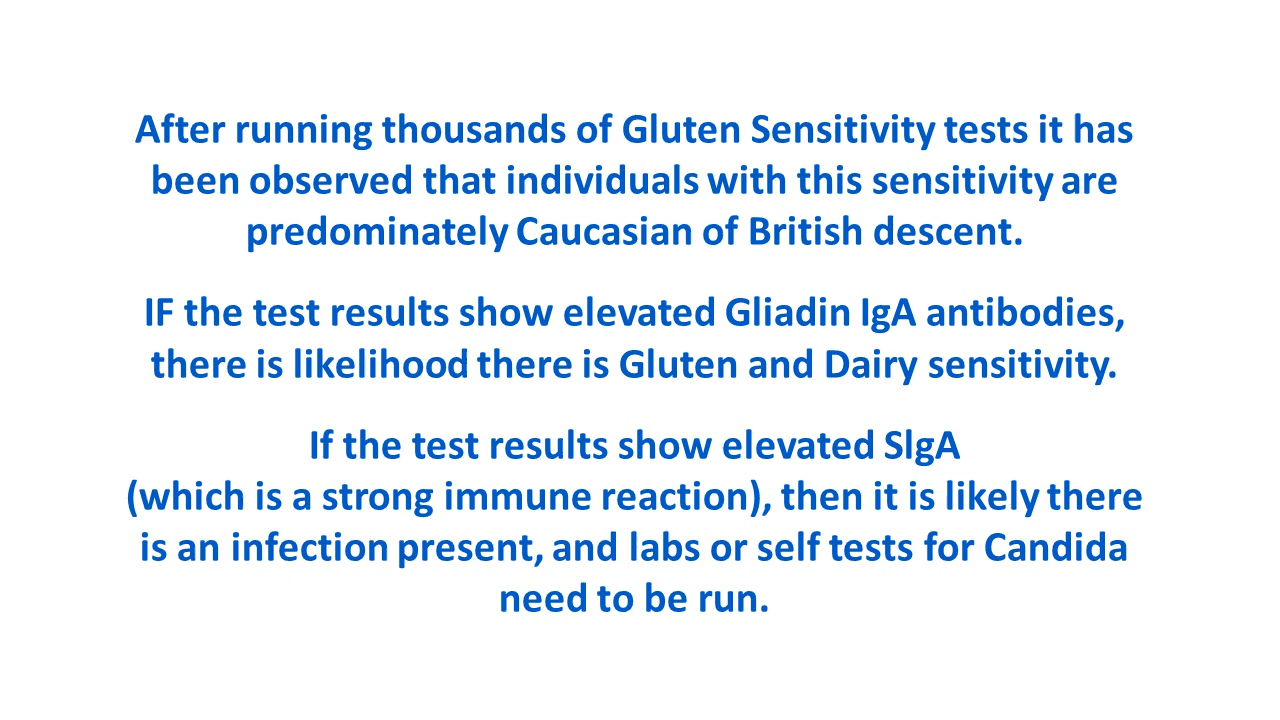 After running thousands of Gluten Sensitivity tests it has
been observed that individuals with this sensitivity are
predominately Caucasian of British descent.
IF the test results show elevated Gliadin IgA antibodies,
there is likelihood there is Gluten and Dairy sensitivity.
If the test results show elevated SlgA
(which is a strong immune reaction), then it is likely there
is an infection present, and labs or self tests for Candida
need to be run.